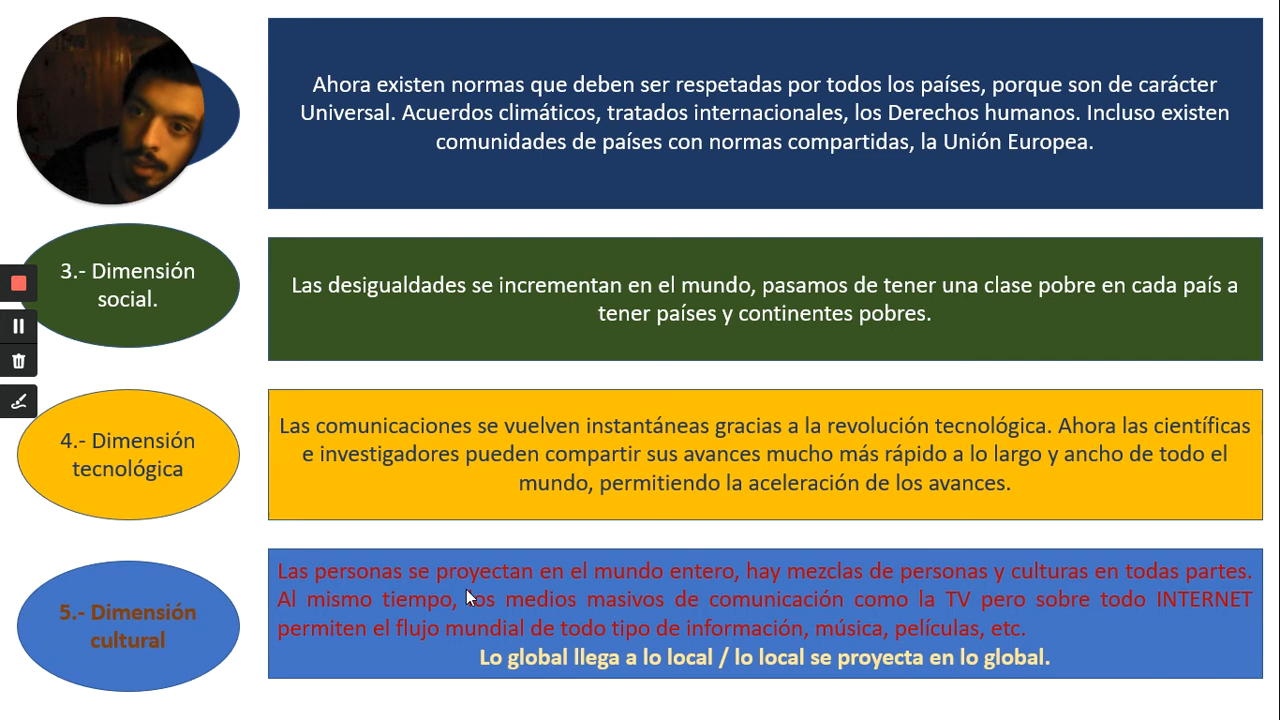 Ahora existen normas que deben ser respetadas por todos los países, porque son de carácter
Universal. Acuerdos climáticos, tratados internacionales, los Derechos humanos. Incluso existen
comunidades de países con normas compartidas, la Unión Europea.
3.- Dimensión
social.
Las desigualdades se incrementan en el mundo, pasamos de tener una clase pobre en cada país a
tener países y continentes pobres.
4.- Dimensión
tecnológica
Las comunicaciones se vuelven instantáneas gracias a la revolución tecnológica. Ahora las científicas
e investigadores pueden compartir sus avances mucho más rápido a lo largo y ancho de todo el
mundo, permitiendo la aceleración de los avances.
5.- Dimensión
cultural
Las personas se proyectan en el mundo entero, hay mezclas de personas y culturas en todas partes.
Al mismo tiempo, los medios masivos de comunicación como la TV pero sobre todo INTERNET
permiten el flujo mundial de todo tipo de información, música, películas, etc.
Lo global llega a lo local / lo local se proyecta en lo global.